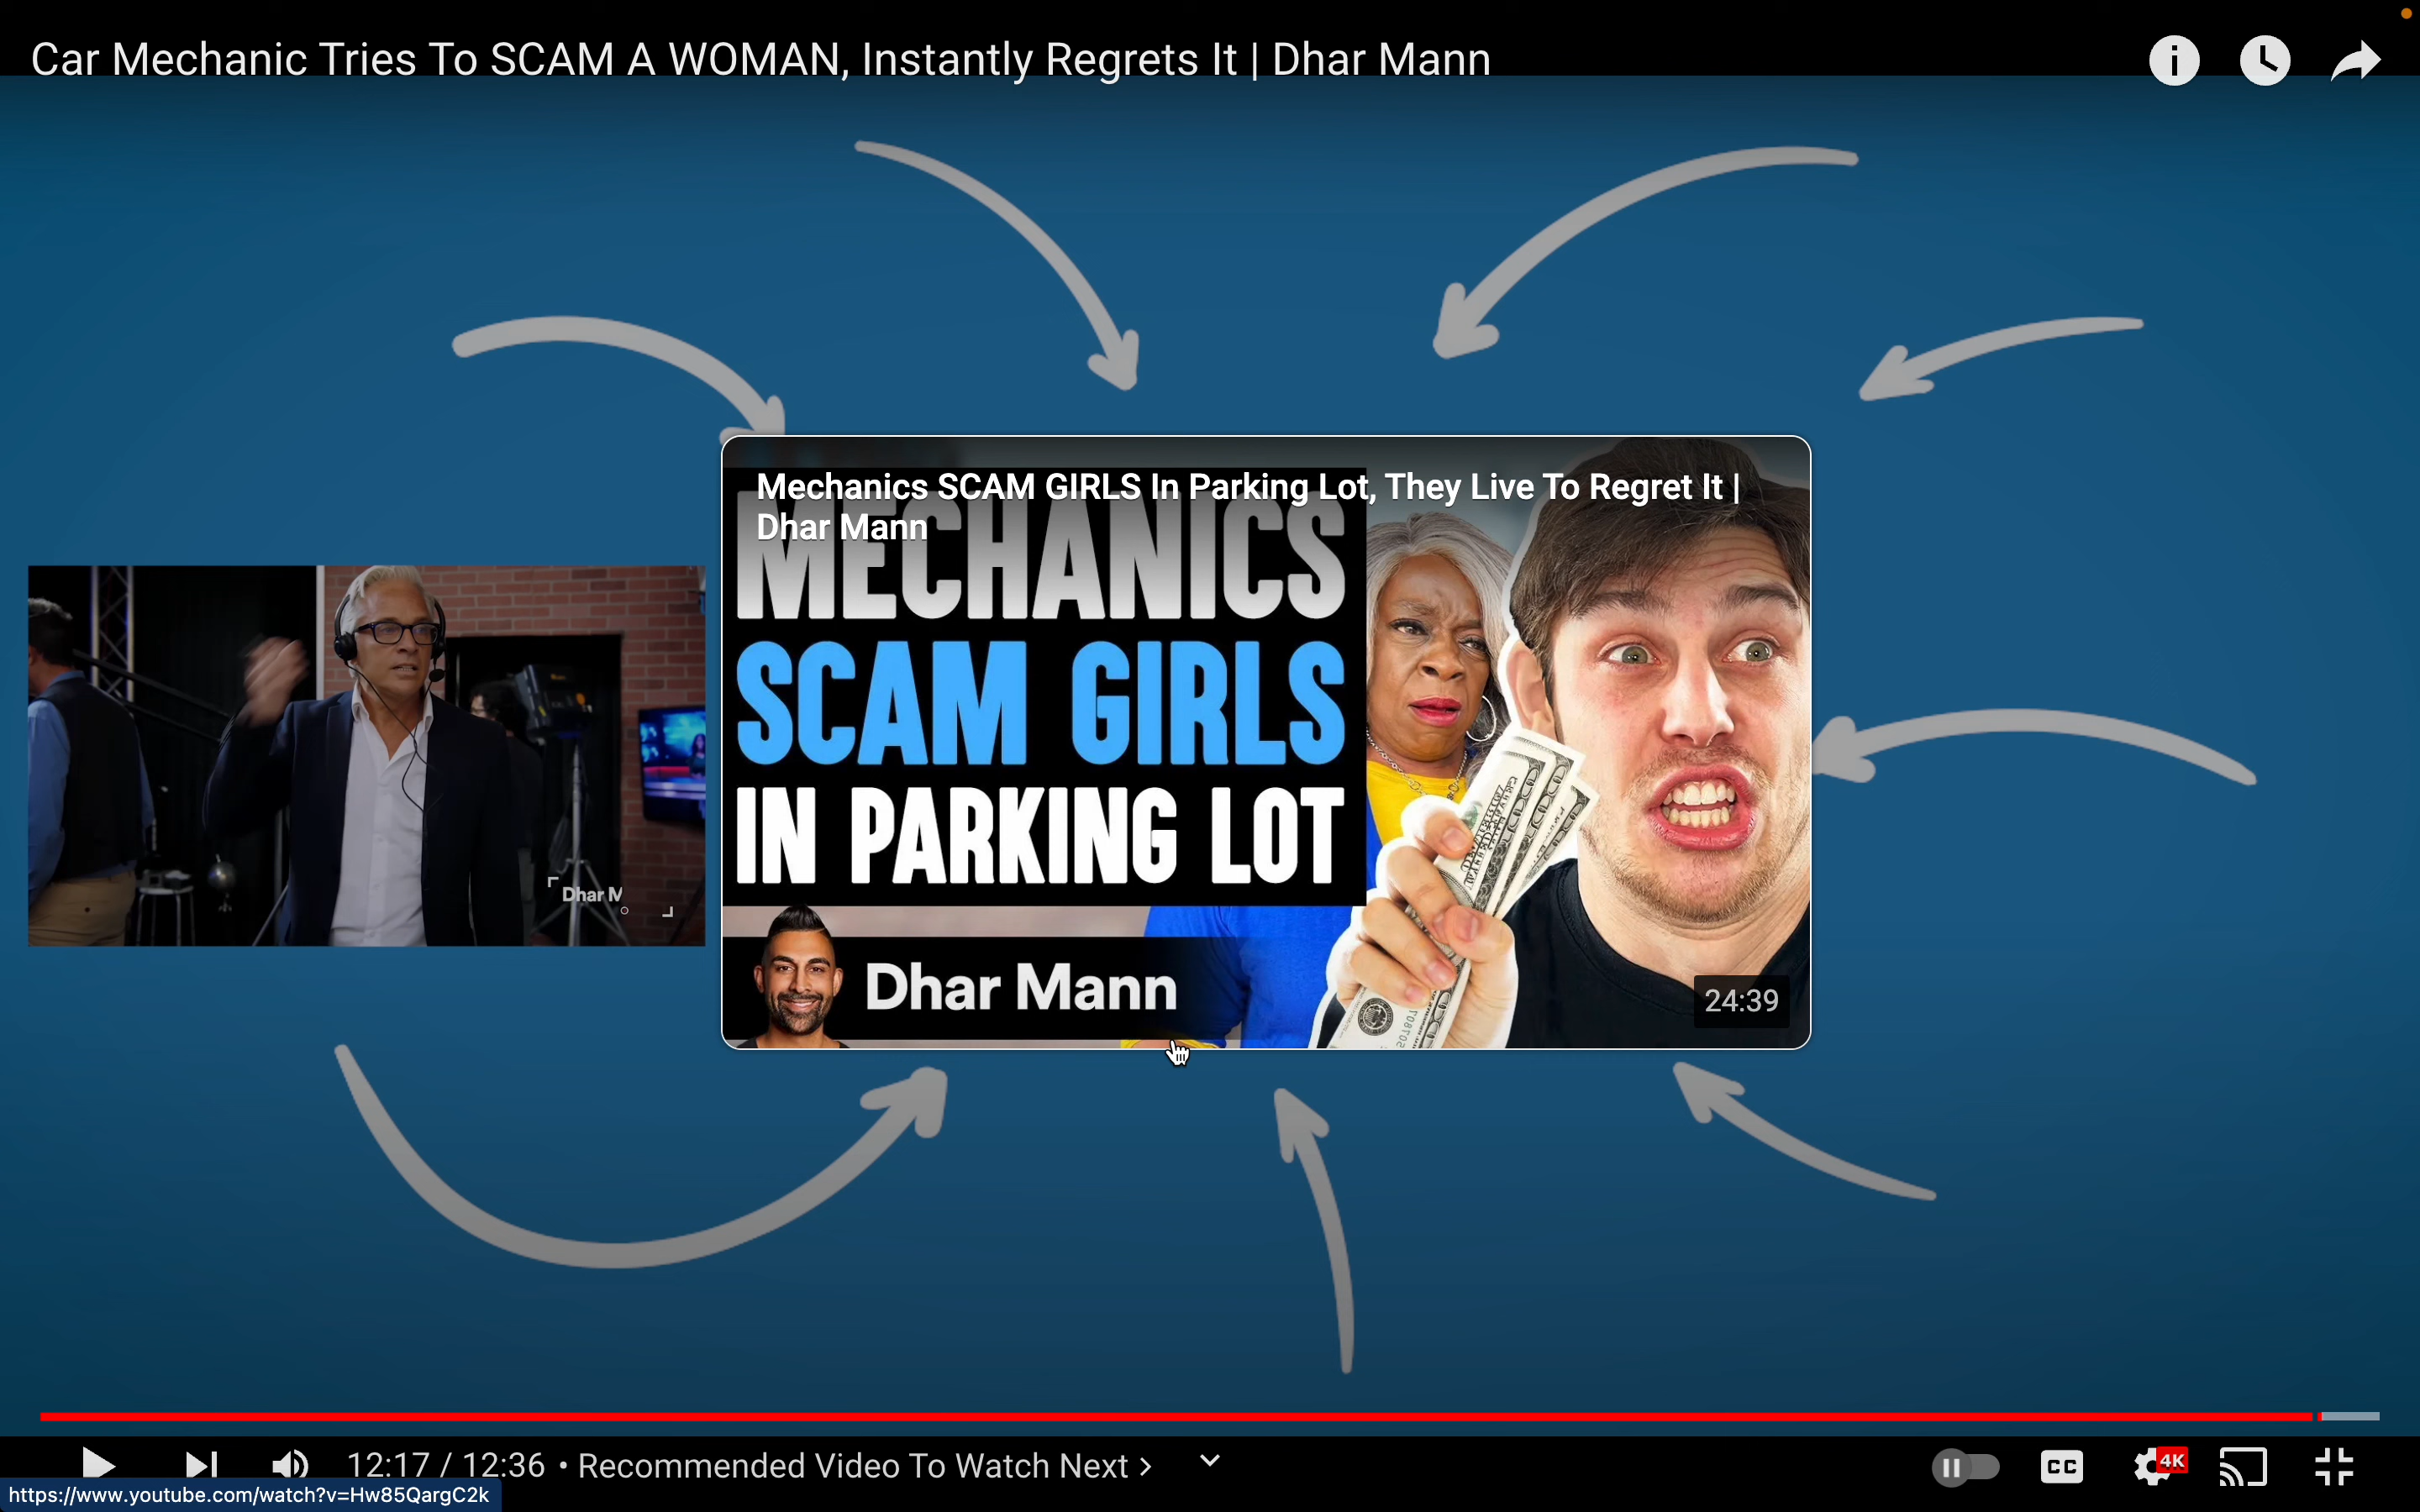 Car Mechanic Tries To SCAM A WOMAN, Instantly Regrets It | Dhar Mann
Mechanics SCAM GIRLS In Parking Lot, They Live To Regret It |
Dhar Mann
MECHANICS
SCAM GIRLS
IN PARKING LOT
Dhar M
Dhar Mann
24:39
12:17 / 12:36 • Recommended Video To Watch Next >
CC
4K
https://www.youtube.com/watch?v=Hw85QargC2k